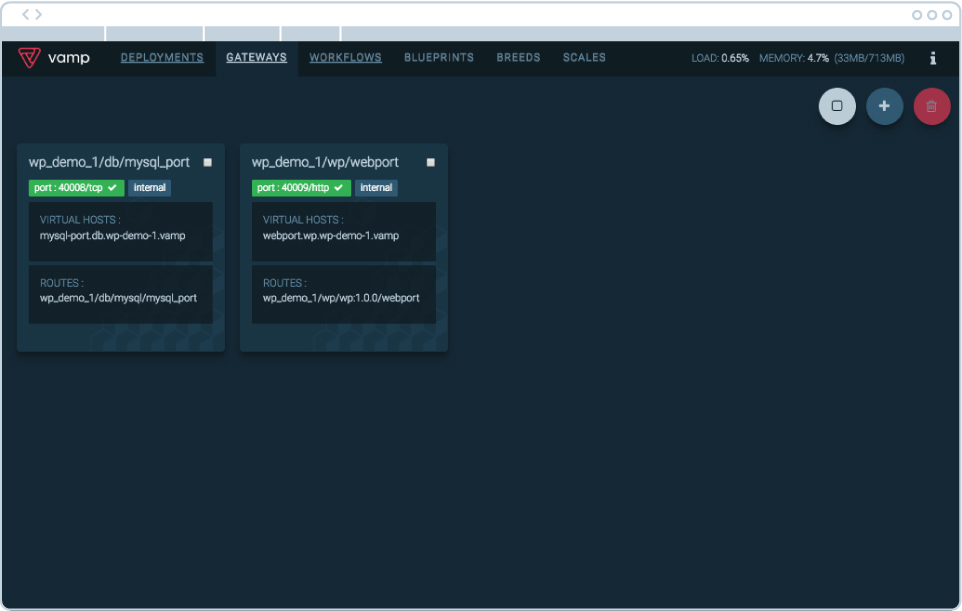 vamp DEPLOYMENTS GATEWAYS WORKFLOWS BLUEPRINTS BREEDS SCALES LOAD: 0.65% MEMORY: 4.7% (33MB/713MB) i
wp_demo_1/db/mysql_port
port : 40008/tcp ✓ internal
VIRTUAL HOSTS :
mysql-port.db.wp-demo-1.vamp
ROUTES :
wp_demo_1/db/mysql/mysql_port
wp_demo_1/wp/webport
port : 40009/http ✓ internal
VIRTUAL HOSTS :
webport.wp.wp-demo-1.vamp
ROUTES :
wp_demo_1/wp/wp:1.0.0/webport